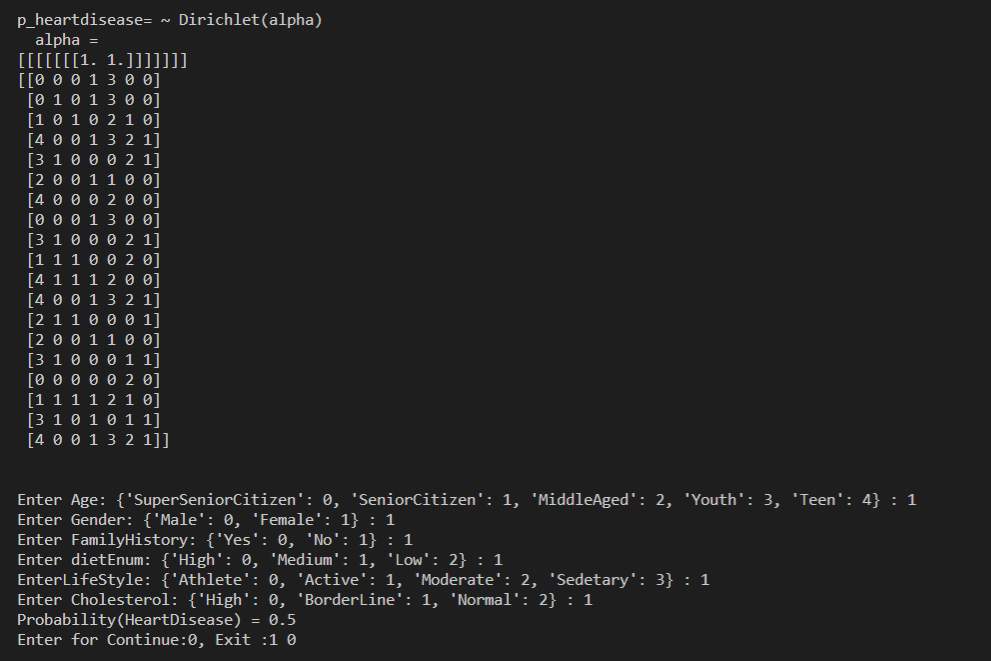 p_heartdisease= ~ Dirichlet(alpha)
  alpha =
[[[[[[[1. 1.]]]]]]]
[[0 0 0 1 3 0 0]
 [0 1 0 1 3 0 0]
 [1 0 1 0 2 1 0]
 [4 0 0 1 3 2 1]
 [3 1 0 0 0 2 1]
 [2 0 0 1 1 0 0]
 [4 0 0 0 2 0 0]
 [0 0 0 1 3 0 0]
 [3 1 0 0 0 2 1]
 [1 1 1 0 0 2 0]
 [4 1 1 1 2 0 0]
 [4 0 0 1 3 2 1]
 [2 1 1 0 0 0 1]
 [2 0 0 1 1 0 0]
 [3 1 0 0 0 1 1]
 [0 0 0 0 0 2 0]
 [1 1 1 1 2 1 0]
 [3 1 0 1 0 1 1]
 [4 0 0 1 3 2 1]]
Enter Age: {'SuperSeniorCitizen': 0, 'SeniorCitizen': 1, 'MiddleAged': 2, 'Youth': 3, 'Teen': 4} : 1
Enter Gender: {'Male': 0, 'Female': 1} : 1
Enter FamilyHistory: {'Yes': 0, 'No': 1} : 1
Enter dietEnum: {'High': 0, 'Medium': 1, 'Low': 2} : 1
EnterLifeStyle: {'Athlete': 0, 'Active': 1, 'Moderate': 2, 'Sedetary': 3} : 1
Enter Cholesterol: {'High': 0, 'BorderLine': 1, 'Normal': 2} : 1
Probability(HeartDisease) = 0.5
Enter for Continue:0, Exit :1 0